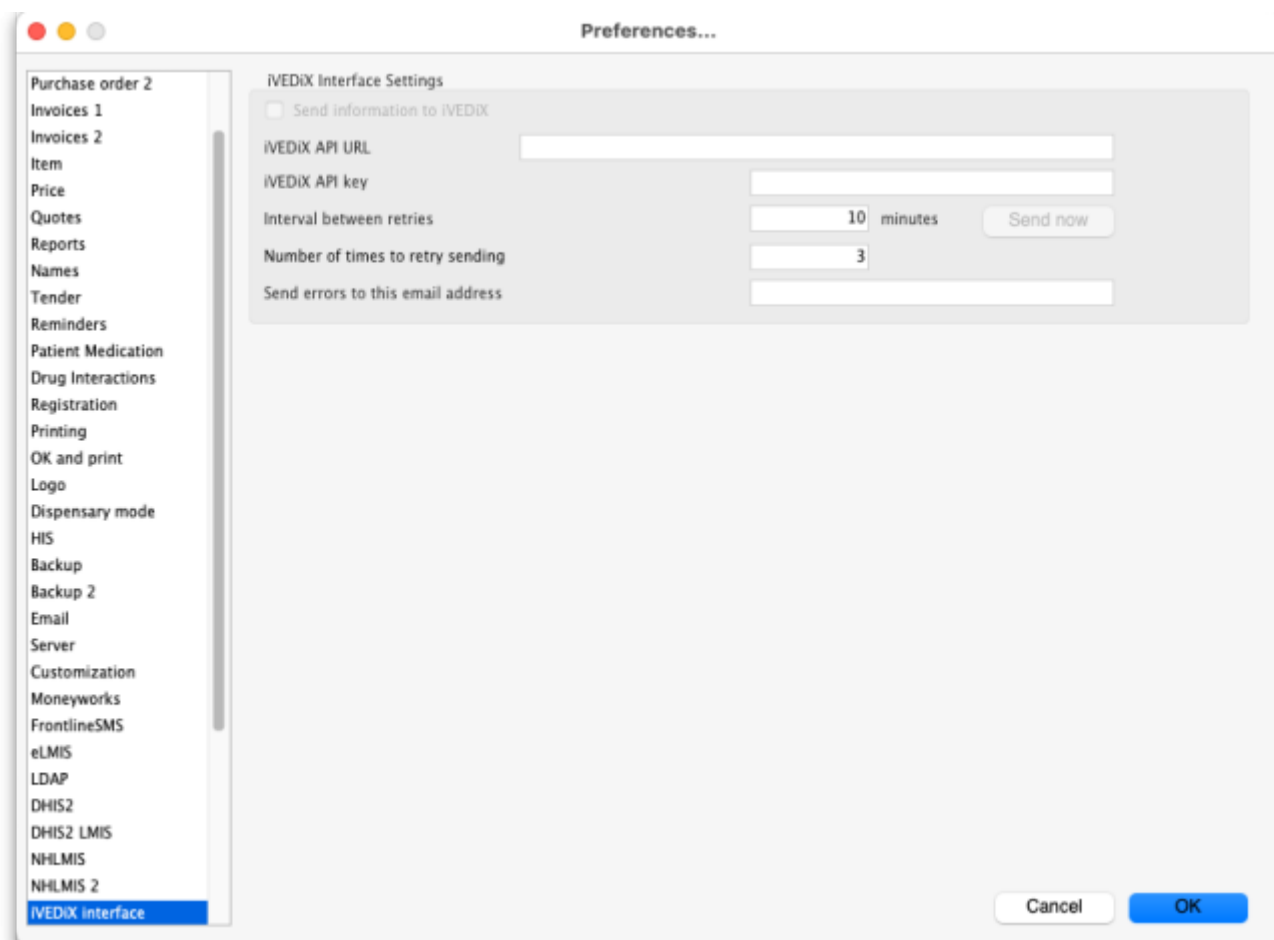 Preferences...
Purchase order 2
Invoices 1
Invoices 2
Item
Price
Quotes
Reports
Names
Tender
Reminders
Patient Medication
Drug Interactions
Registration
Printing
OK and print
Logo
Dispensary mode
HIS
Backup
Backup 2
Email
Server
Customization
Moneyworks
FrontlineSMS
eLMIS
LDAP
DHIS2
DHIS2 LMIS
NHLMIS
NHLMIS 2
iVEDiX interface
iVEDiX Interface Settings
Send information to iVEDiX
iVEDiX API URL
iVEDiX API key
Interval between retries 10 minutes Send now
Number of times to retry sending 3
Send errors to this email address
Cancel OK